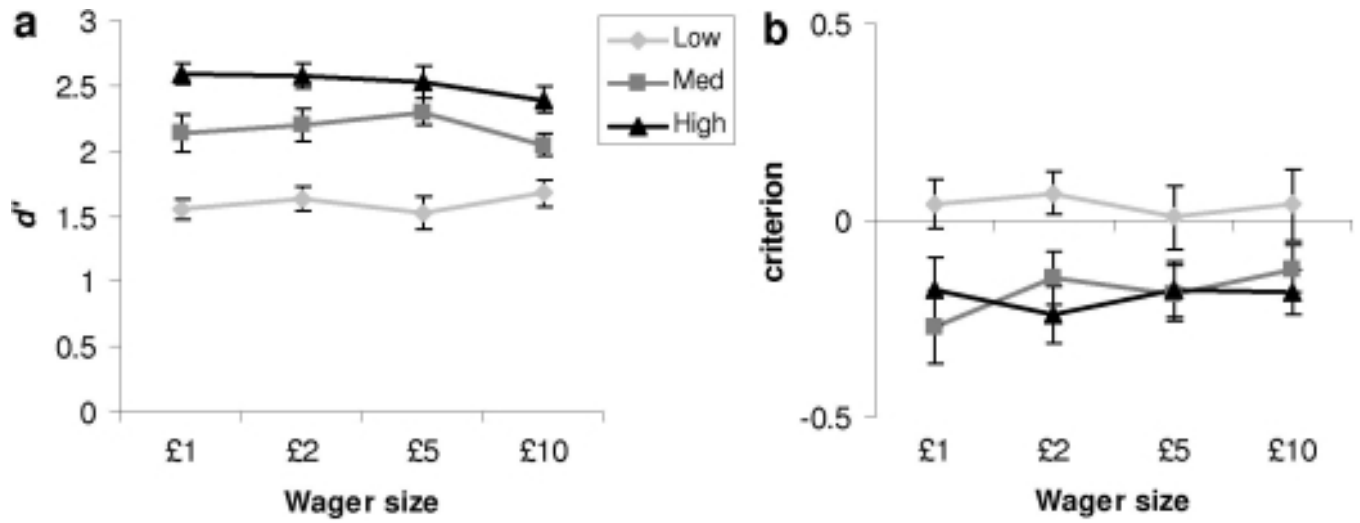 a
3
2.5
2
1.5
1
0.5
0
d'
£1 £2 £5 £10
Wager size
Low
Med
High
b
0.5
0
-0.5
criterion
£1 £2 £5 £10
Wager size